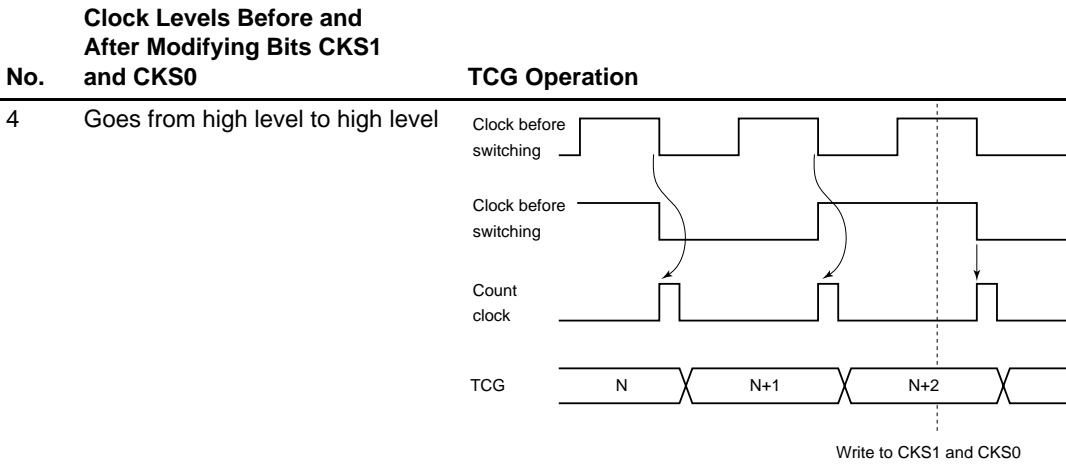 Clock Levels Before and
After Modifying Bits CKS1
No. and CKS0 TCG Operation
4 Goes from high level to high level
Clock before
switching
Clock before
switching
Count
clock
TCG N N+1 N+2
Write to CKS1 and CKS0